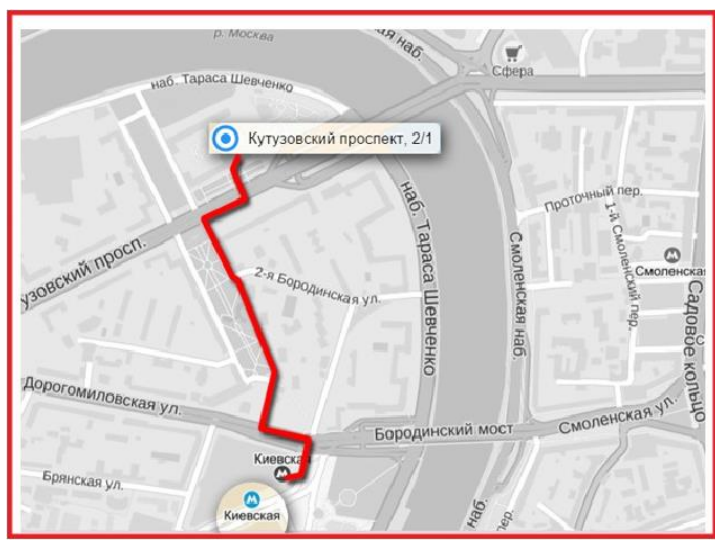 р. Москва
ая наб.
Сфера
наб. Тараса Шевченко
Кутузовский проспект, 2/1
Проточный пер.
1-й Смоленский пер.
наб. Тараса Шевченко
Смоленская наб.
Смоленская
Садовое кольцо
узовский просп.
2-я Бородинская ул.
Дорогомиловская ул.
Бородинский мост
Смоленская ул.
Киевская
Брянская ул.
Киевская
наб.
пер.